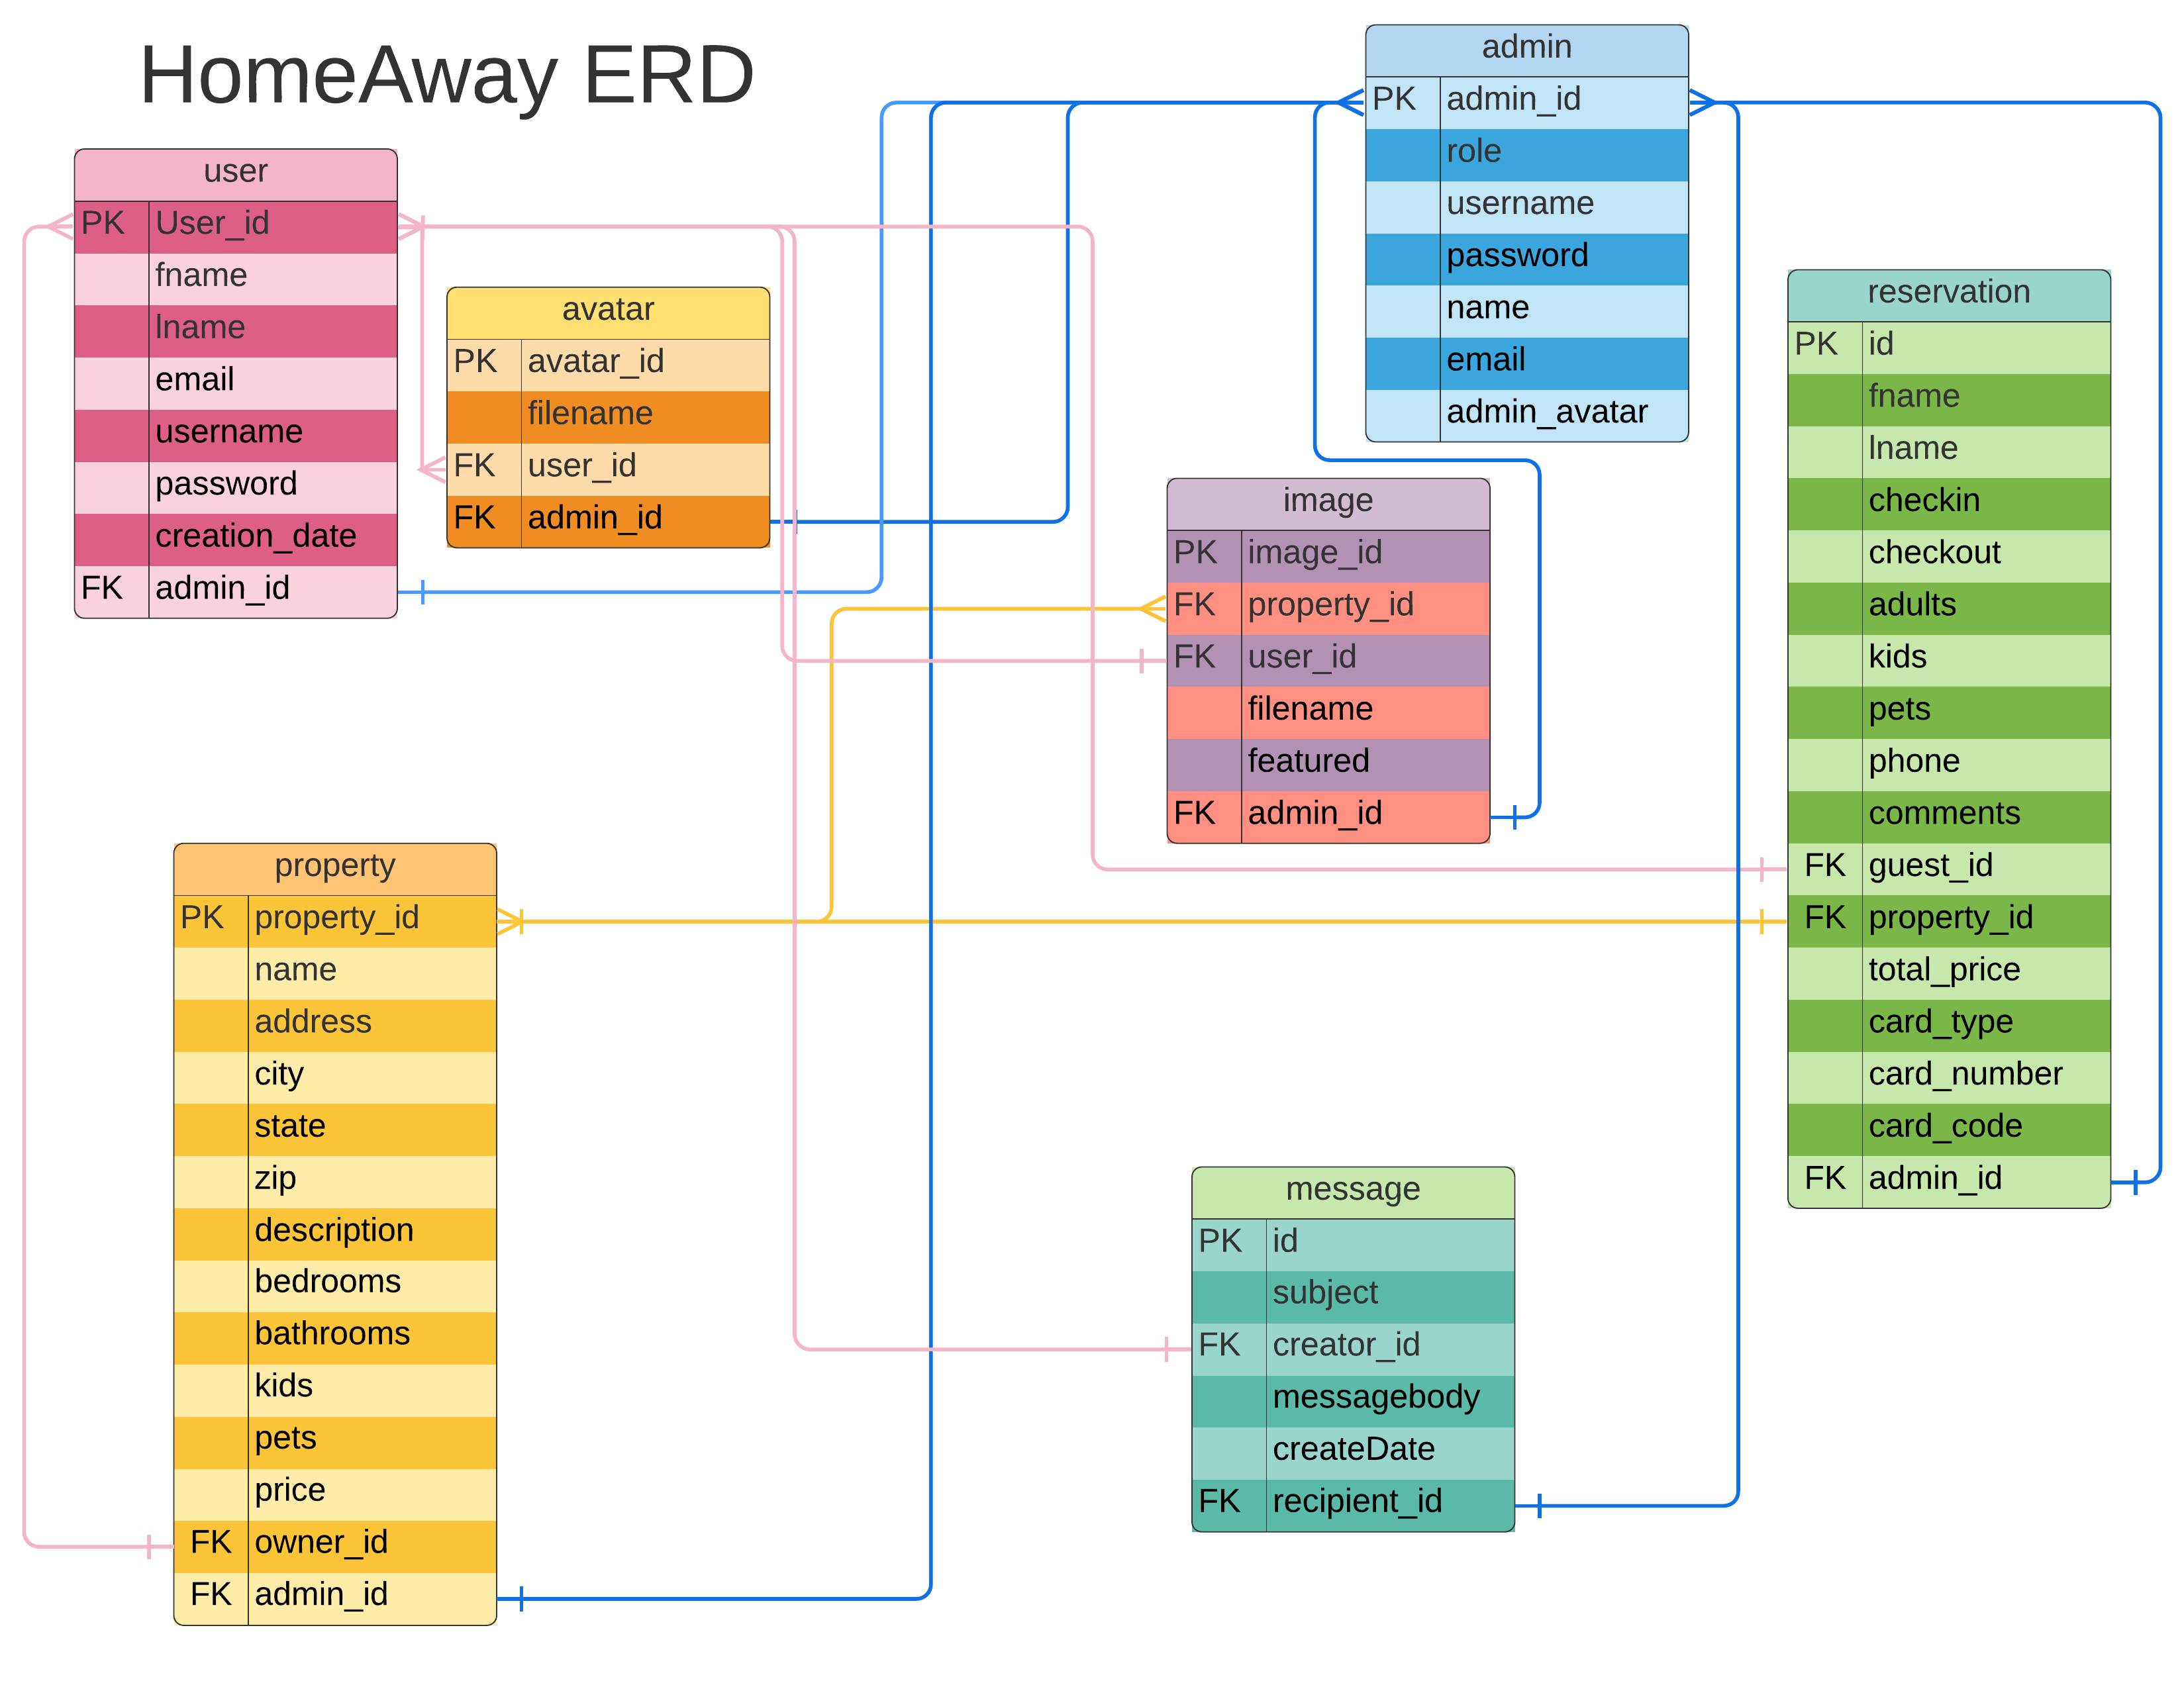 HomeAway ERD
user
PK User_id
fname
lname
email
username
password
creation_date
FK admin_id
avatar
PK avatar_id
filename
FK user_id
FK admin_id
admin
PK admin_id
role
username
password
name
email
admin_avatar
image
PK image_id
FK property_id
FK user_id
filename
featured
FK admin_id
reservation
PK id
fname
lname
checkin
checkout
adults
kids
pets
phone
comments
FK guest_id
FK property_id
total_price
card_type
card_number
card_code
FK admin_id
property
PK property_id
name
address
city
state
zip
description
bedrooms
bathrooms
kids
pets
price
FK owner_id
FK admin_id
message
PK id
subject
FK creator_id
messagebody
createDate
FK recipient_id